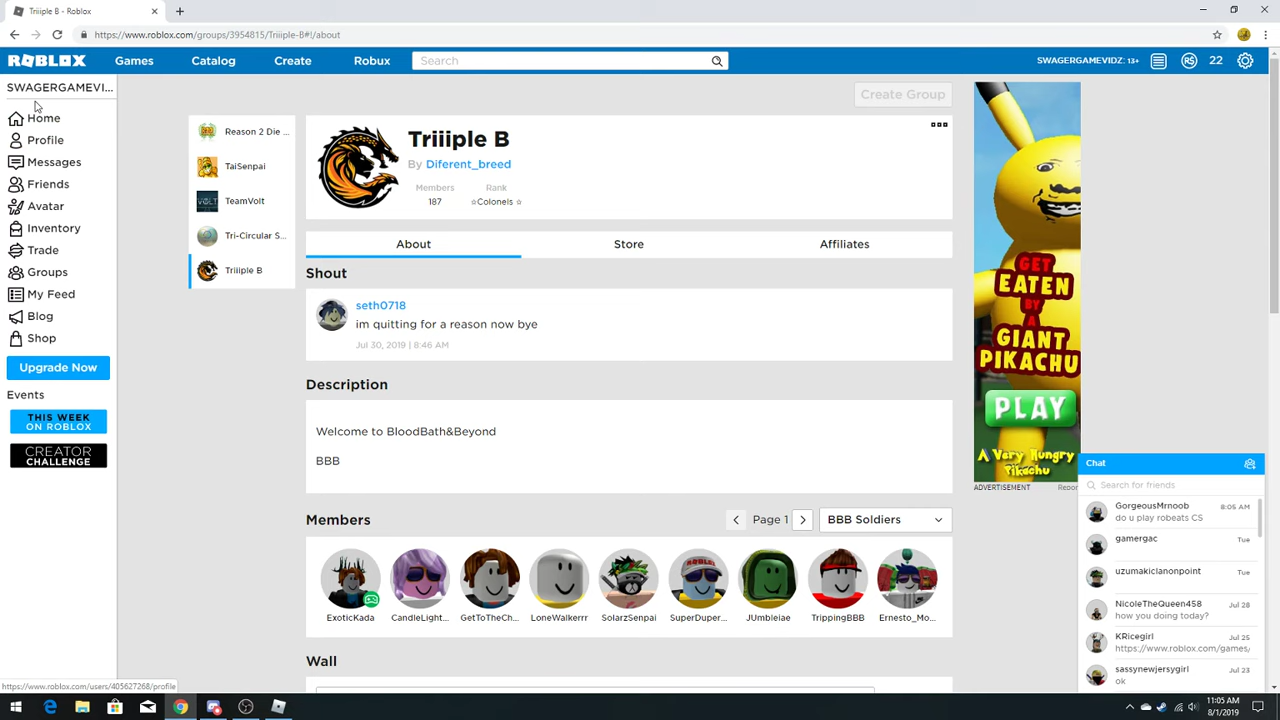 Triiiple B - Roblox
https://www.roblox.com/groups/3954815/Triiiple-B#!/about
ROBLOX Games Catalog Create Robux Search SWAGERGAMEVIDZ: 13+ R$ 22
SWAGERGAMEVI...
Home
Profile
Messages
Friends
Avatar
Inventory
Trade
Groups
My Feed
Blog
Shop
Upgrade Now
Events
THIS WEEK
ON ROBLOX
CREATOR
CHALLENGE
Create Group
Reason 2 Die ...
TaiSenpai
TeamVolt
VOLT
Tri-Circular S...
Triiiple B
Triiiple B
By Diferent_breed
Members Rank
187 ☆Colonels ☆
About Store Affiliates
Shout
seth0718
im quitting for a reason now bye
Jul 30, 2019 | 8:46 AM
Description
Welcome to BloodBath&Beyond
BBB
Members
Page 1
BBB Soldiers
ExoticKada CandleLight... GetToTheCh... LoneWalkerrr SolarzSenpai SuperDuper... JUmbleiae TrippingBBB Ernesto_Mo...
Wall
GET
EATEN
BY
A
GIANT
PIKACHU
PLAY
A Very Hungry
Pikachu
ADVERTISEMENT Repor
Chat
Search for friends
GorgeousMrnoob 8:05 AM
do u play robeats CS
gamergac Tue
uzumakiclanonpoint Tue
NicoleTheQueen458 Jul 28
how you doing today?
KRicegirl Jul 25
https://www.roblox.com/games/
sassynewjersygirl Jul 23
ok
https://www.roblox.com/users/405627268/profile
11:05 AM
8/1/2019